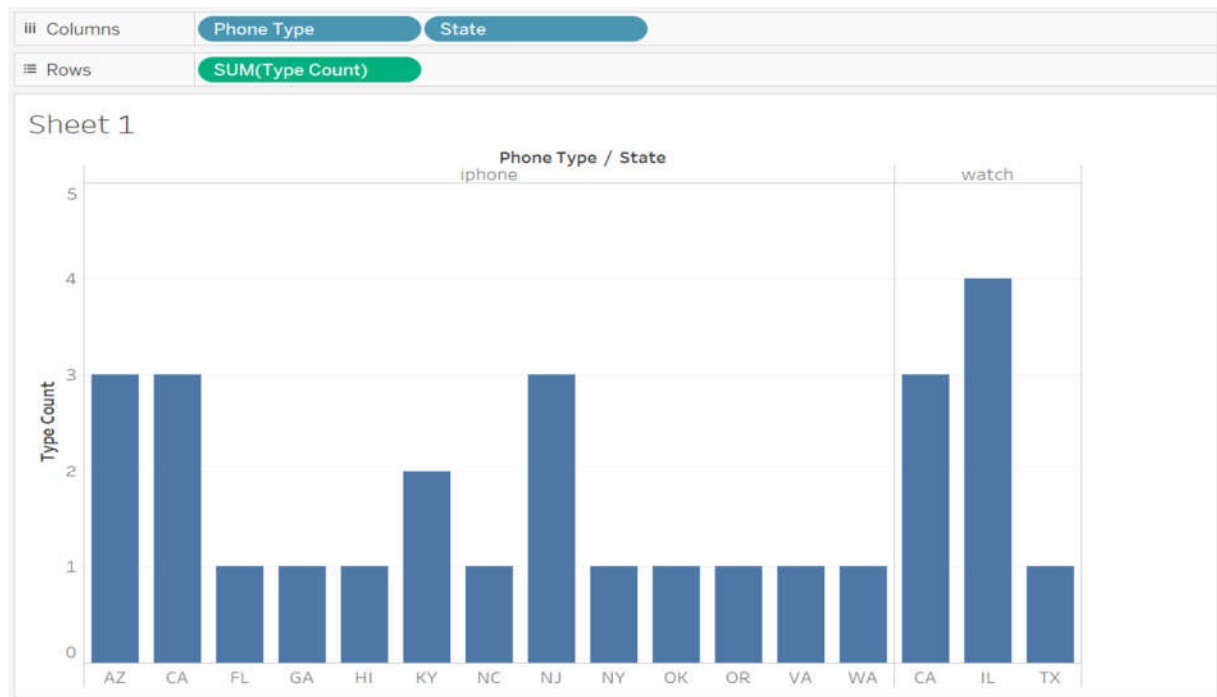 Columns Phone Type State
Rows SUM(Type Count)
Sheet 1
Phone Type / State
iphone watch
5
4
3
2
1
0
Type Count
AZ CA FL GA HI KY NC NJ NY OK OR VA WA CA IL TX